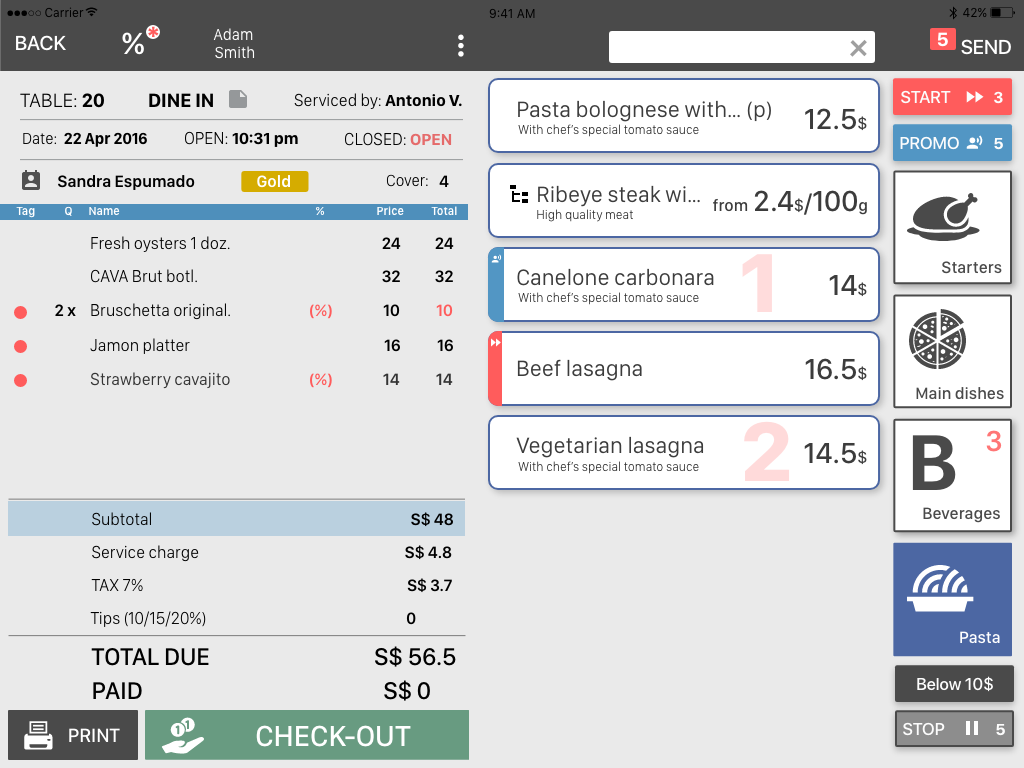 Carrier
9:41 AM
42%
BACK
%*
Adam
Smith
5
SEND
TABLE: 20
DINE IN
Serviced by: Antonio V.
Date: 22 Apr 2016
OPEN: 10:31 pm
CLOSED: OPEN
Sandra Espumado
Gold
Cover: 4
Tag Q Name % Price Total
Fresh oysters 1 doz. 24 24
CAVA Brut botl. 32 32
2 x Bruschetta original. (%) 10 10
Jamon platter 16 16
Strawberry cavajito (%) 14 14
Subtotal S$ 48
Service charge S$ 4.8
TAX 7% S$ 3.7
Tips (10/15/20%) 0
TOTAL DUE S$ 56.5
PAID S$ 0
PRINT
1 1
CHECK-OUT
Pasta bolognese with... (p) 12.5$
With chef's special tomato sauce
Ribeye steak wi... from 2.4$/100g
High quality meat
Canelone carbonara 1 14$
With chef's special tomato sauce
Beef lasagna 16.5$
Vegetarian lasagna 2 14.5$
With chef's special tomato sauce
START 3
PROMO 5
Starters
Main dishes
B 3
Beverages
Pasta
Below 10$
STOP 5